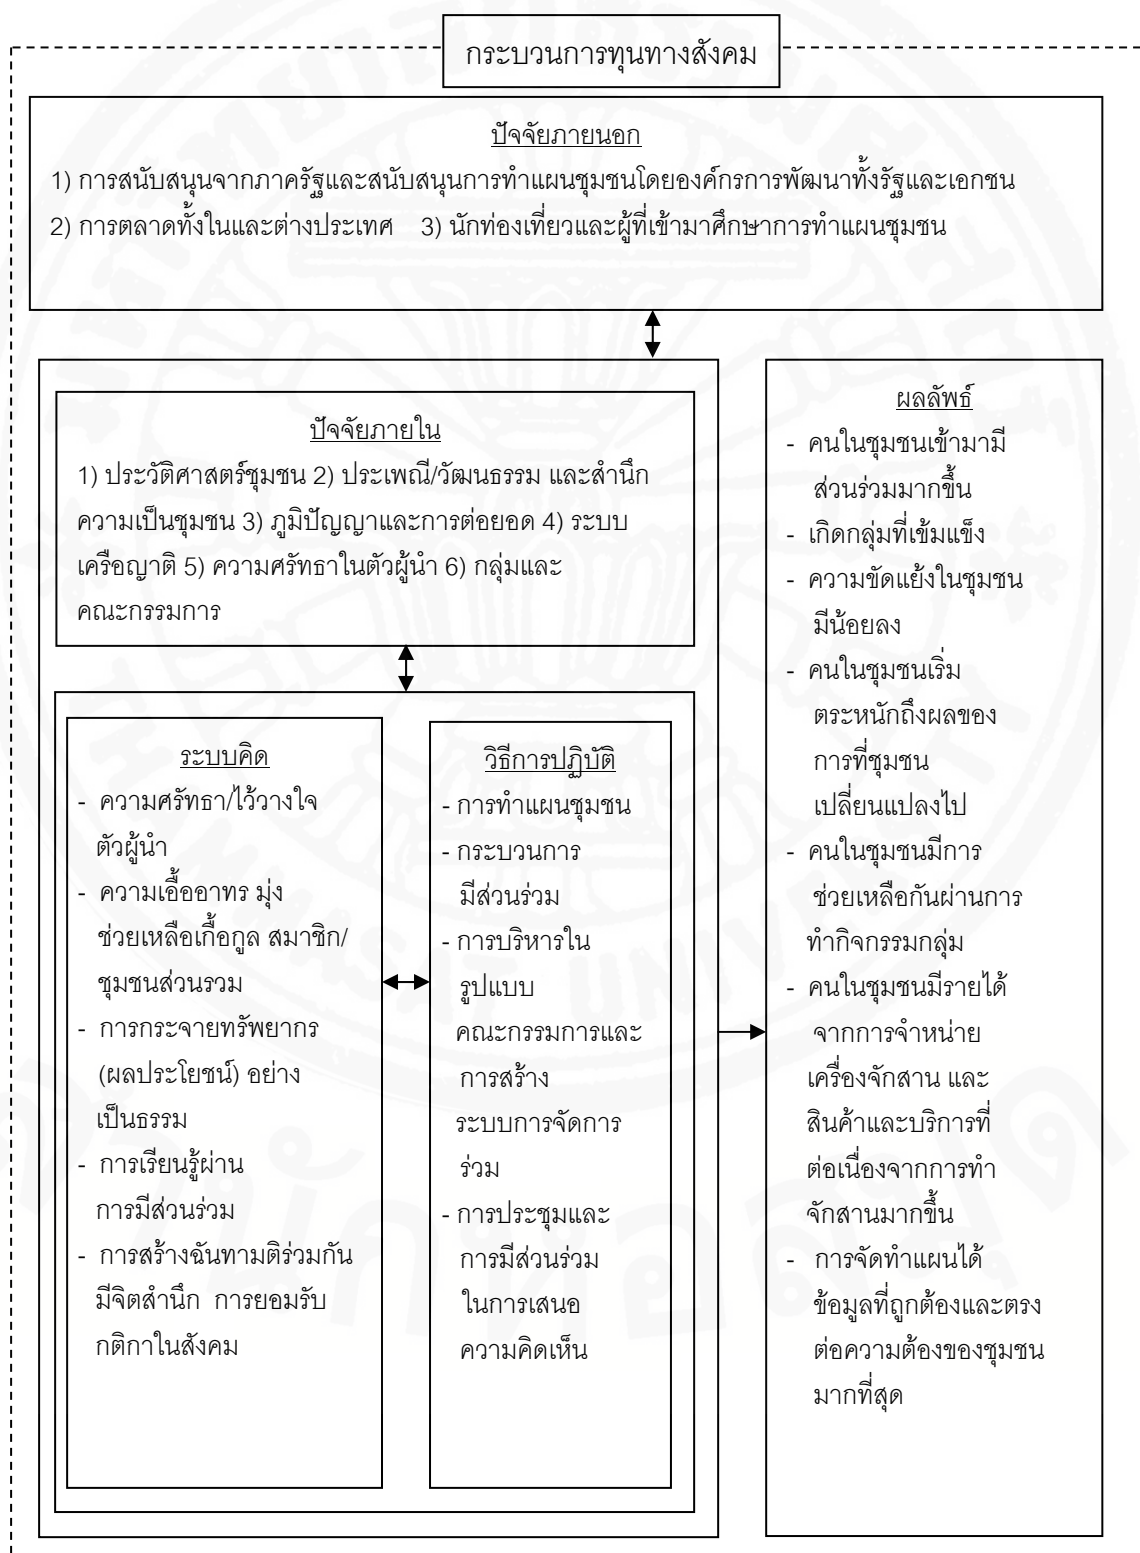 กระบวนการทุนทางสังคม
ปัจจัยภายนอก
1) การสนับสนุนจากภาครัฐและสนับสนุนการทำแผนชุมชนโดยองค์กรการพัฒนาทั้งรัฐและเอกชน
2) การตลาดทั้งในและต่างประเทศ 3) นักท่องเที่ยวและผู้ที่เข้ามาศึกษาการทำแผนชุมชน
ปัจจัยภายใน
1) ประวัติศาสตร์ชุมชน 2) ประเพณี/วัฒนธรรม และสำนึก
ความเป็นชุมชน 3) ภูมิปัญญาและการต่อยอด 4) ระบบ
เครือญาติ 5) ความศรัทธาในตัวผู้นำ 6) กลุ่มและ
คณะกรรมการ
ระบบคิด
- ความศรัทธา/ไว้วางใจ
ตัวผู้นำ
- ความเอื้ออาทร มุ่ง
ช่วยเหลือเกื้อกูล สมาชิก/
ชุมชนส่วนรวม
- การกระจายทรัพยากร
(ผลประโยชน์) อย่าง
เป็นธรรม
- การเรียนรู้ผ่าน
การมีส่วนร่วม
- การสร้างฉันทามติร่วมกัน
มีจิตสำนึก การยอมรับ
กติกาในสังคม
วิธีการปฏิบัติ
- การทำแผนชุมชน
- กระบวนการ
มีส่วนร่วม
- การบริหารใน
รูปแบบ
คณะกรรมการและ
การสร้าง
ระบบการจัดการ
ร่วม
- การประชุมและ
การมีส่วนร่วม
ในการเสนอ
ความคิดเห็น
ผลลัพธ์
- คนในชุมชนเข้ามามี
ส่วนร่วมมากขึ้น
- เกิดกลุ่มที่เข้มแข็ง
- ความขัดแย้งในชุมชน
มีน้อยลง
- คนในชุมชนเริ่ม
ตระหนักถึงผลของ
การที่ชุมชน
เปลี่ยนแปลงไป
- คนในชุมชนมีการ
ช่วยเหลือกันผ่านการ
ทำกิจกรรมกลุ่ม
- คนในชุมชนมีรายได้
จากการจำหน่าย
เครื่องจักสาน และ
สินค้าและบริการที่
ต่อเนื่องจากการทำ
จักสานมากขึ้น
- การจัดทำแผนได้
ข้อมูลที่ถูกต้องและตรง
ต่อความต้องของชุมชน
มากที่สุด